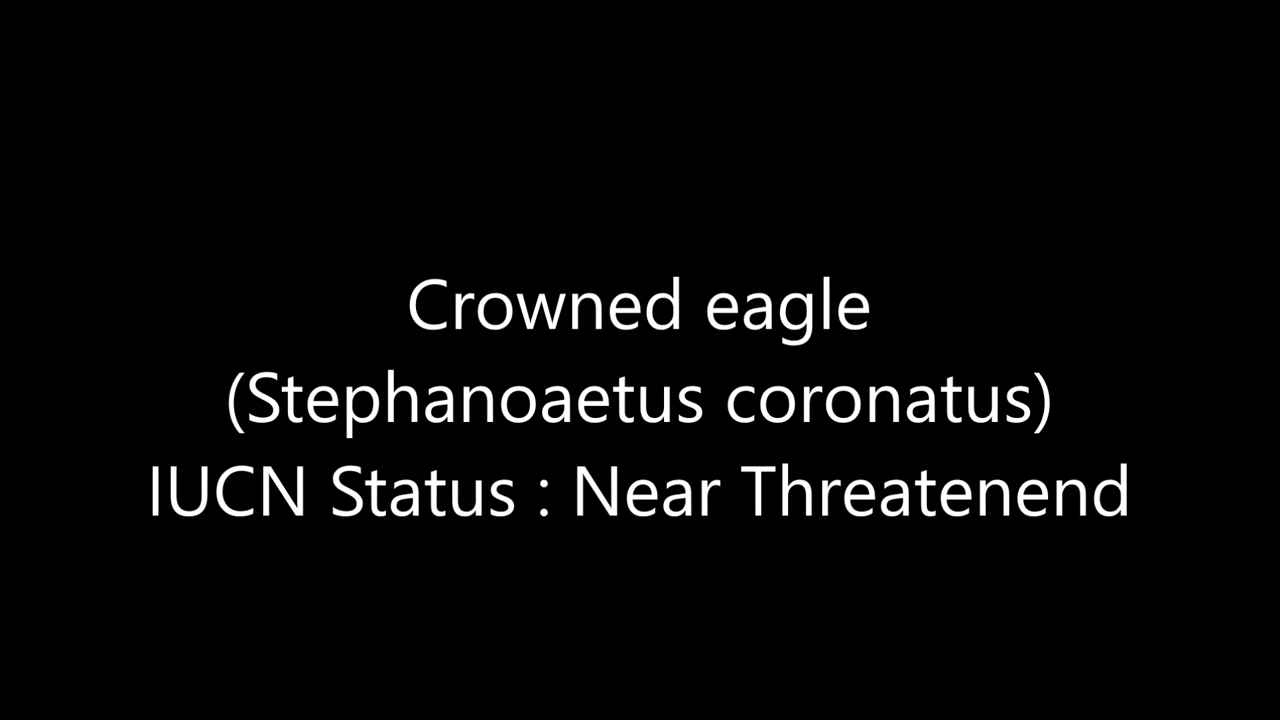 Crowned eagle
(Stephanoaetus coronatus)
IUCN Status : Near Threatenend